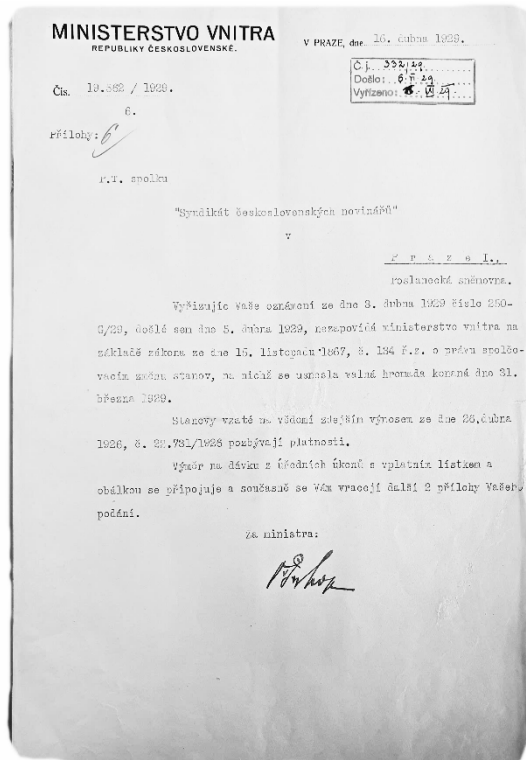 MINISTERSTVO VNITRA
REPUBLIKY ČESKOSLOVENSKÉ.
V PRAZE, dne 16. dubna 1929.
Č.j. 332/29
Došlo:
Vyřízeno:
Čís. 19.382 / 1929.
6.
Přílohy: 6
P.T. spolku
"Syndikát československých novinářů"
v
P r a z e I.,
Poslanecká sněmovna.
Vyřizujíc Vaše oznámení ze dne 3. dubna 1929 číslo 250-
G/29, došlé sem dne 5. dubna 1929, nezapovídá ministerstvo vnitra na
základě zákona ze dne 15. listopadu 1867, č. 134 ř.z. o právu spolčo-
vacím změnu stanov, na nichž se usnesla valná hromada konaná dne 31.
března 1929.
Stanovy vzaté na vědomí zdejším výnosem ze dne 28.dubna
1926, č. 22.731/1926 pozbývají platnosti.
Výměr na dávku z úředních úkonů s vplatním lístkem a
obálkou se připojuje a současně se Vám vracejí další 2 přílohy Vašeho
podání.
Za ministra: